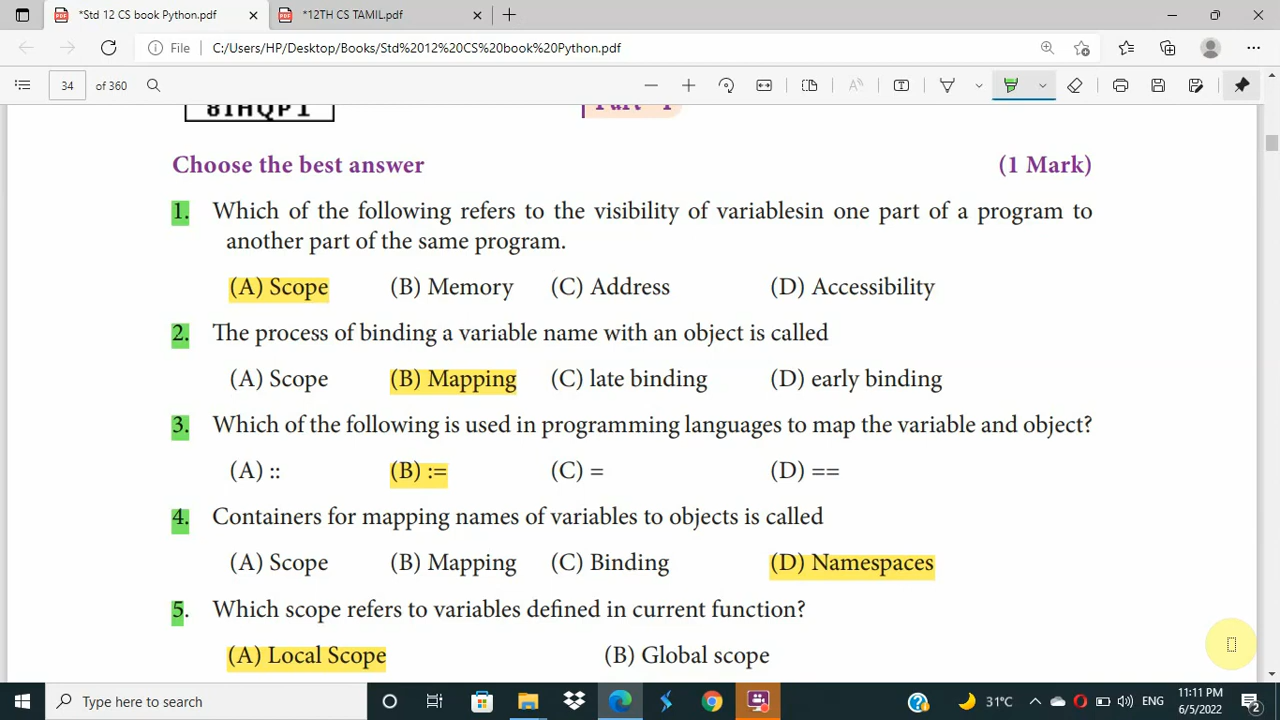 *Std 12 CS book Python.pdf
*12TH CS TAMIL.pdf
File C:/Users/HP/Desktop/Books/Std%2012%20CS%20book%20Python.pdf
34 of 360
8IHQPI
Part - I
Choose the best answer (1 Mark)
1. Which of the following refers to the visibility of variablesin one part of a program to
another part of the same program.
(A) Scope (B) Memory (C) Address (D) Accessibility
2. The process of binding a variable name with an object is called
(A) Scope (B) Mapping (C) late binding (D) early binding
3. Which of the following is used in programming languages to map the variable and object?
(A) :: (B) := (C) = (D) ==
4. Containers for mapping names of variables to objects is called
(A) Scope (B) Mapping (C) Binding (D) Namespaces
5. Which scope refers to variables defined in current function?
(A) Local Scope (B) Global scope
Type here to search
31°C ENG 11:11 PM
6/5/2022
2